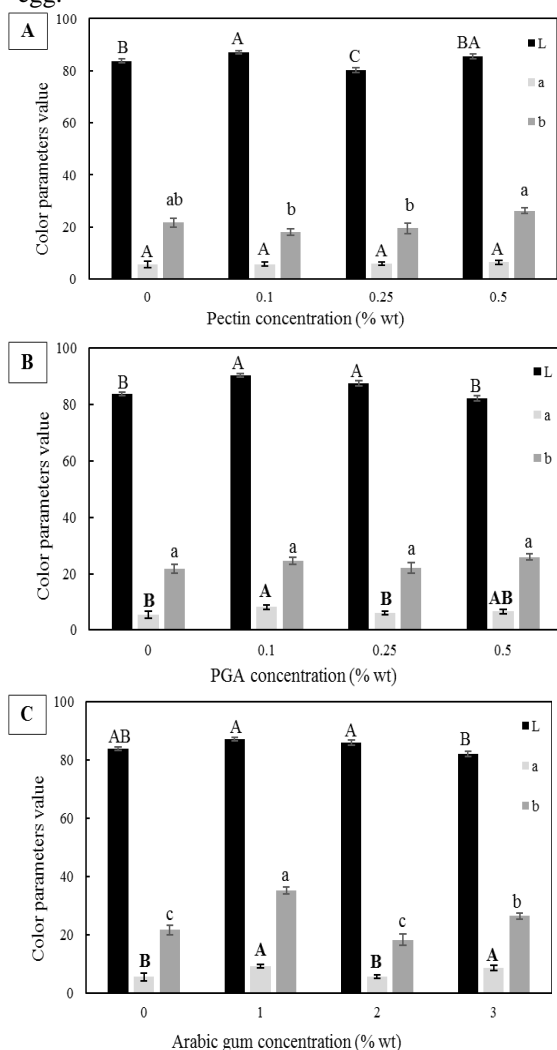 egg.
A
100
80
60
40
20
0
Color parameters value
B A C BA
A A A A
ab b b a
L
a
b
0 0.1 0.25 0.5
Pectin concentration (% wt)
B
100
80
60
40
20
0
Color parameters value
B A A B
B A B AB
a a a a
L
a
b
0 0.1 0.25 0.5
PGA concentration (% wt)
C
100
80
60
40
20
0
Color parameters value
AB A A B
B A B A
c a c b
L
a
b
0 1 2 3
Arabic gum concentration (% wt)